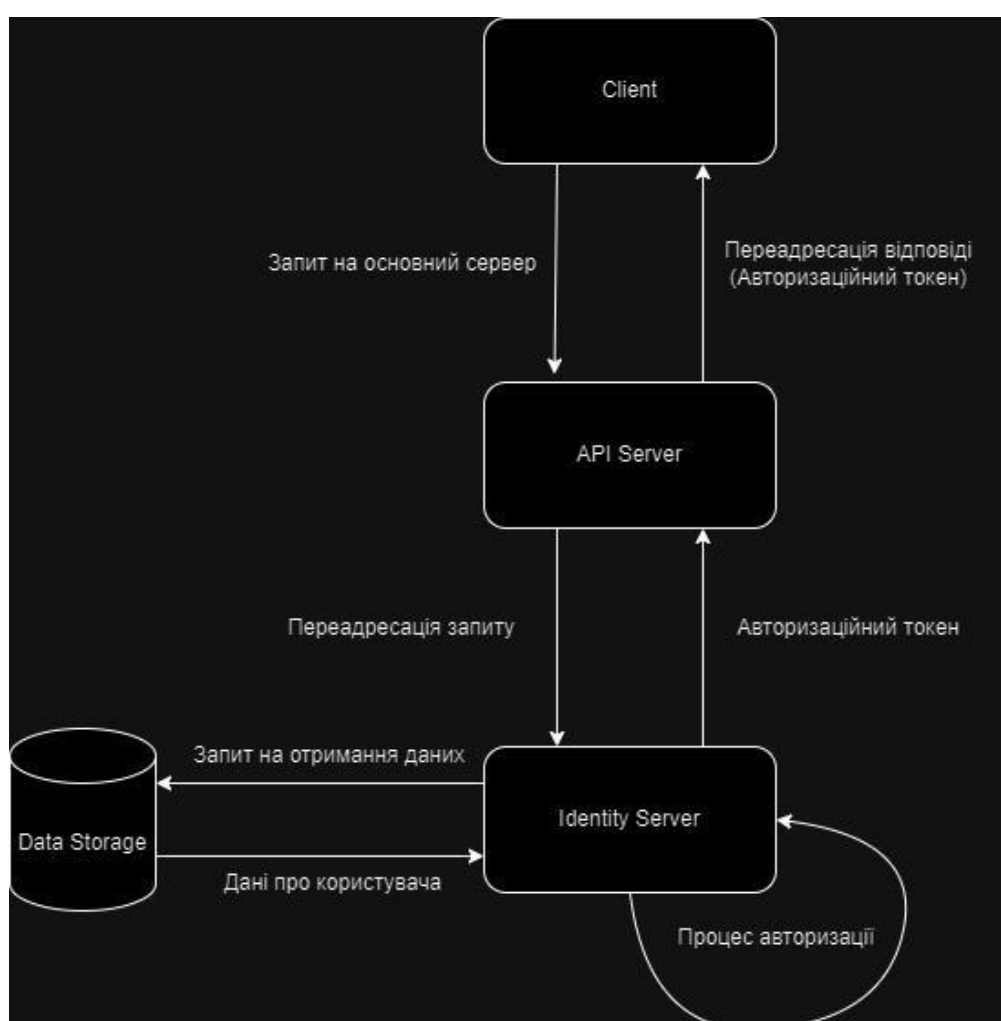 Client
Запит на основний сервер
Переадресація відповіді
(Авторизаційний токен)
API Server
Переадресація запиту
Авторизаційний токен
Запит на отримання даних
Identity Server
Data Storage
Дані про користувача
Процес авторизації